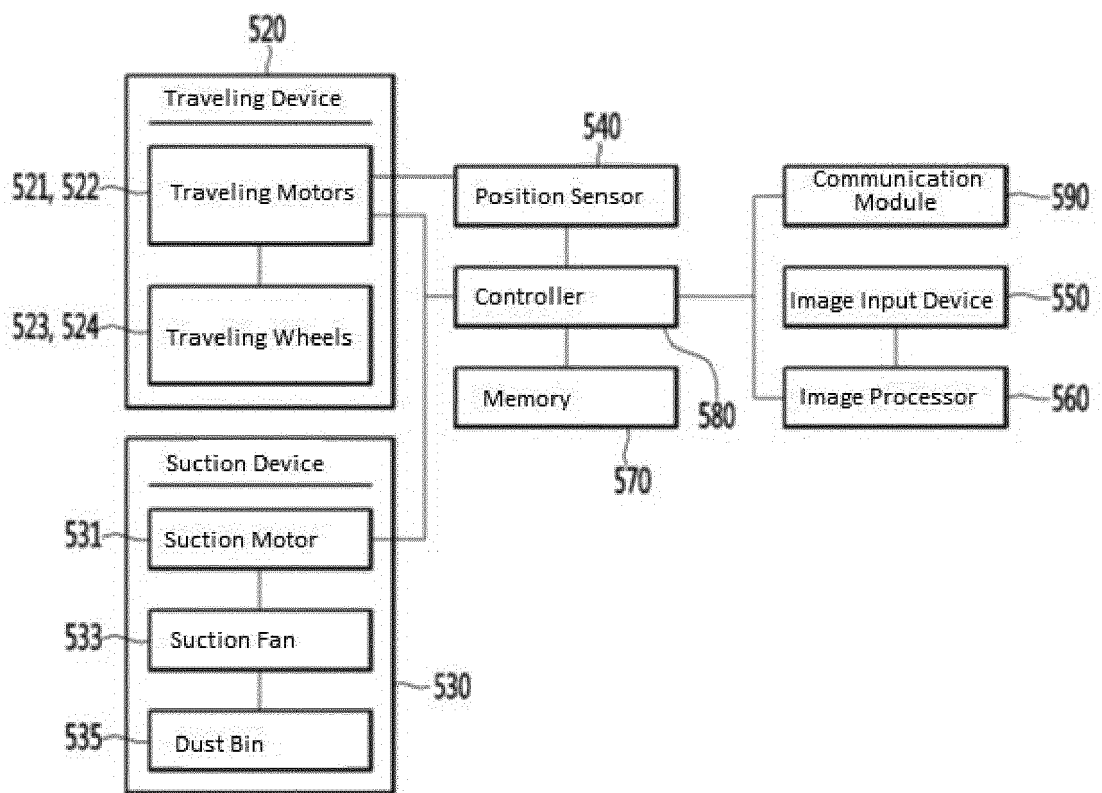 520
Traveling Device
521, 522
Traveling Motors
523, 524
Traveling Wheels
540
Position Sensor
Controller
580
Memory
570
Communication
Module
590
Image Input Device
550
Image Processor
560
Suction Device
531
Suction Motor
533
Suction Fan
530
535
Dust Bin